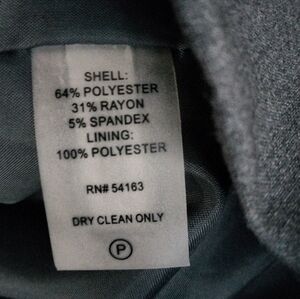 SHELL:
64% POLYESTER
31% RAYON
5% SPANDEX
LINING:
100% POLYESTER
RN# 54163
DRY CLEAN ONLY
P